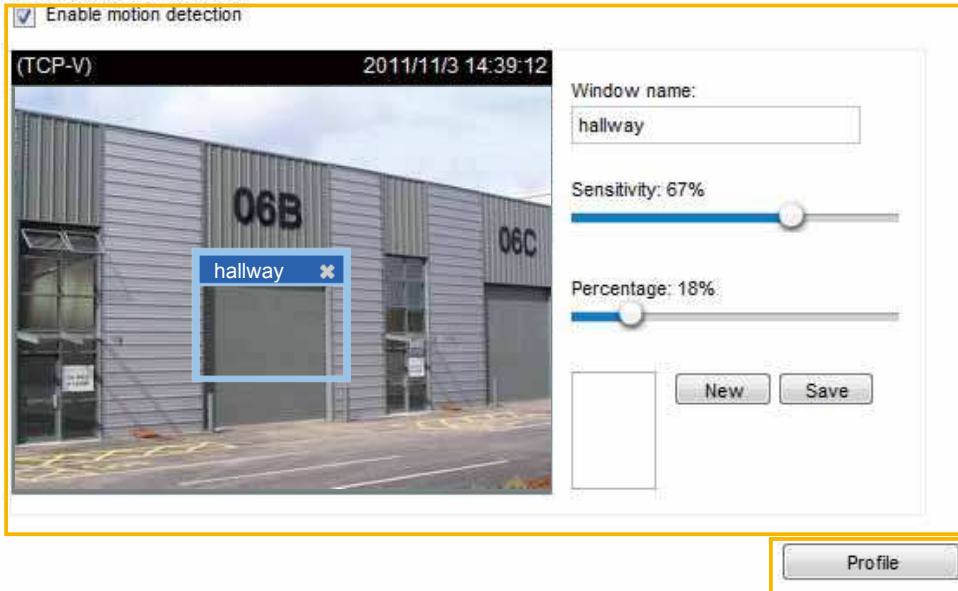 Enable motion detection
(TCP-V) 2011/11/3 14:39:12
Window name:
hallway
Sensitivity: 67%
06B
06C
hallway
Percentage: 18%
New Save
Profile